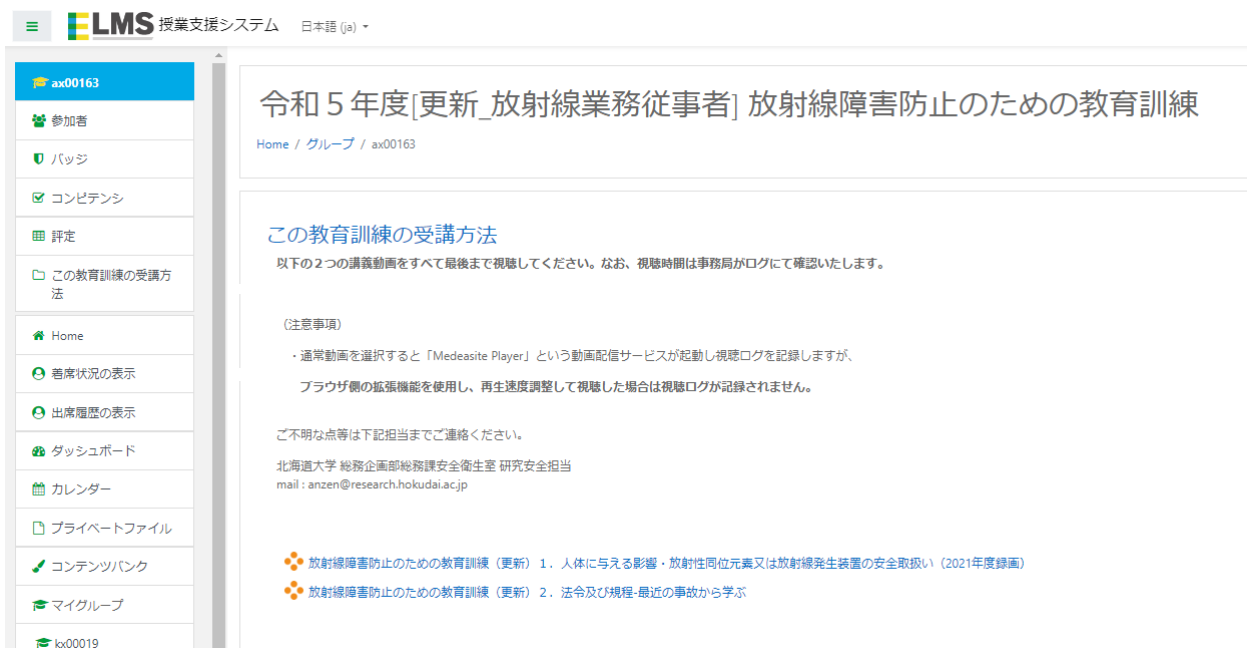 ELMS 授業支援システム 日本語 (ja)
ax00163
参加者
バッジ
コンピテンシ
評定
この教育訓練の受講方
法
Home
着席状況の表示
出席履歴の表示
ダッシュボード
カレンダー
プライベートファイル
コンテンツバンク
マイグループ
kx00019
令和５年度[更新_放射線業務従事者] 放射線障害防止のための教育訓練
Home / グループ / ax00163
この教育訓練の受講方法
以下の２つの講義動画をすべて最後まで視聴してください。なお、視聴時間は事務局がログにて確認いたします。
（注意事項）
・通常動画を選択すると「Medeasite Player」という動画配信サービスが起動し視聴ログを記録しますが、
ブラウザ側の拡張機能を使用し、再生速度調整して視聴した場合は視聴ログが記録されません。
ご不明な点等は下記担当までご連絡ください。
北海道大学 総務企画部総務課安全衛生室 研究安全担当
mail : anzen@research.hokudai.ac.jp
放射線障害防止のための教育訓練（更新）１．人体に与える影響・放射性同位元素又は放射線発生装置の安全取扱い（2021年度録画）
放射線障害防止のための教育訓練（更新）２．法令及び規程-最近の事故から学ぶ